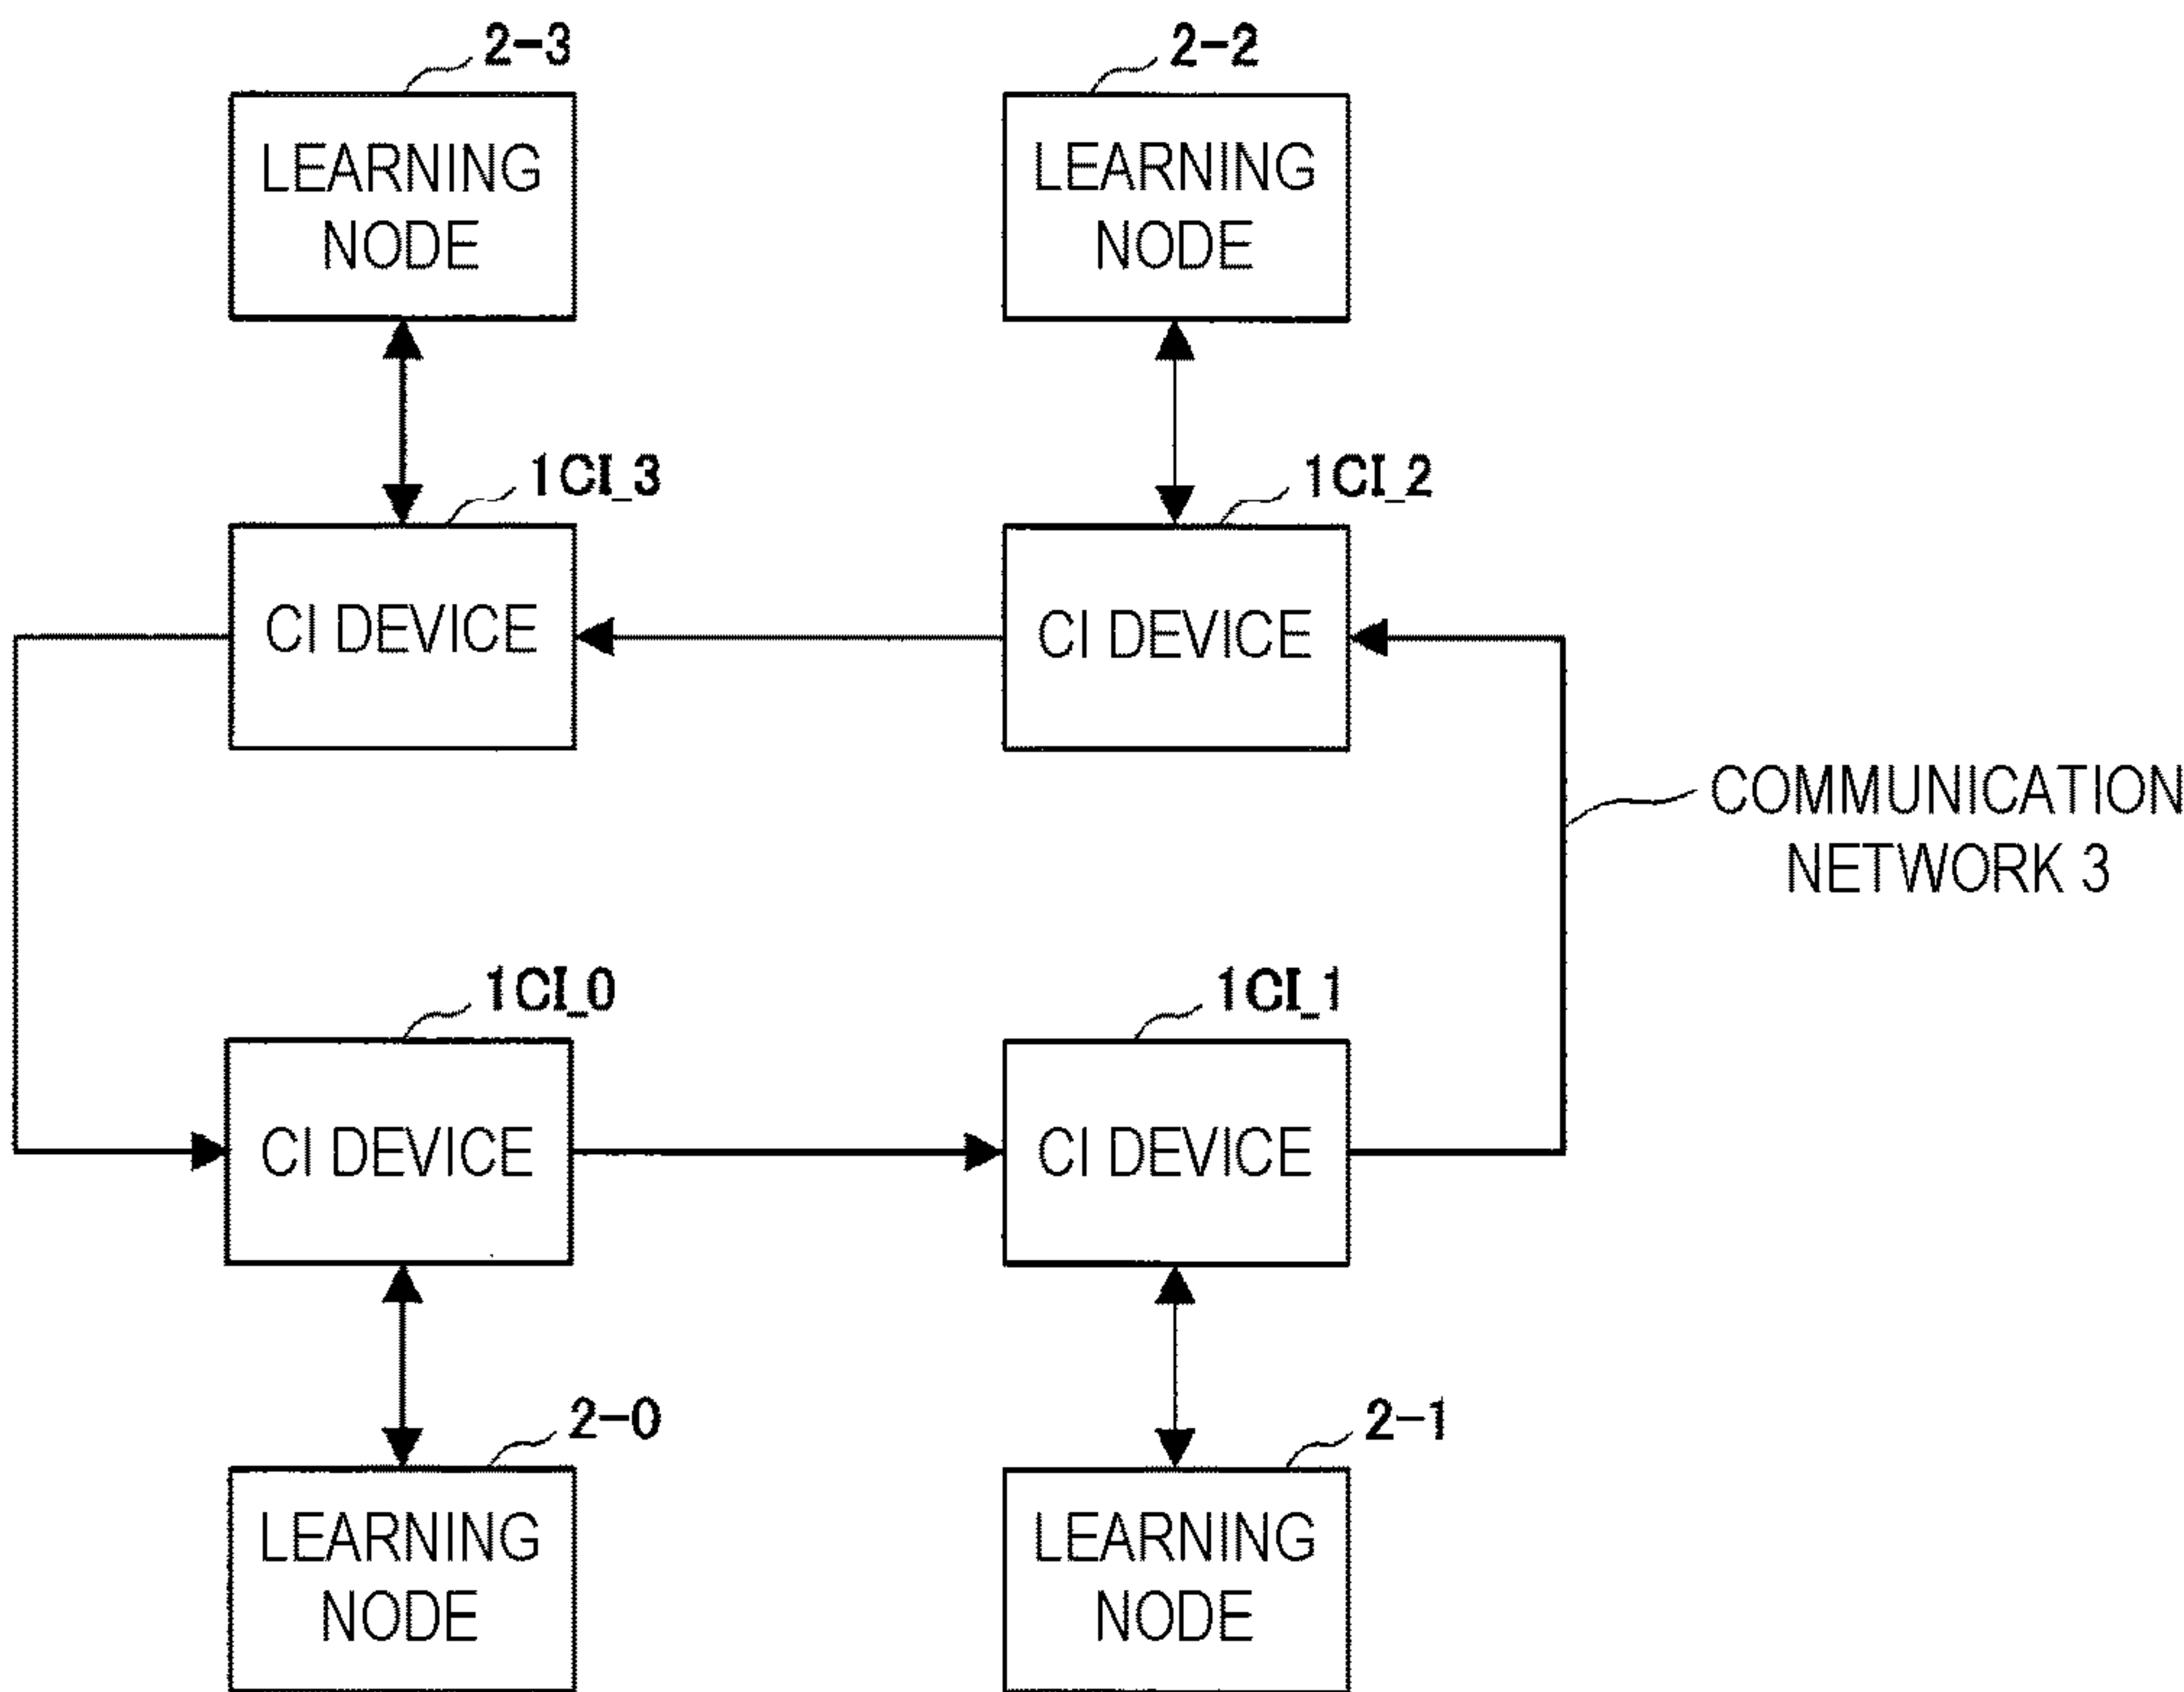 2-3
2-2
LEARNING
NODE
LEARNING
NODE
1CI_3
1CI_2
CI DEVICE
CI DEVICE
COMMUNICATION
NETWORK 3
1CI_0
1CI_1
CI DEVICE
CI DEVICE
2-0
2-1
LEARNING
NODE
LEARNING
NODE